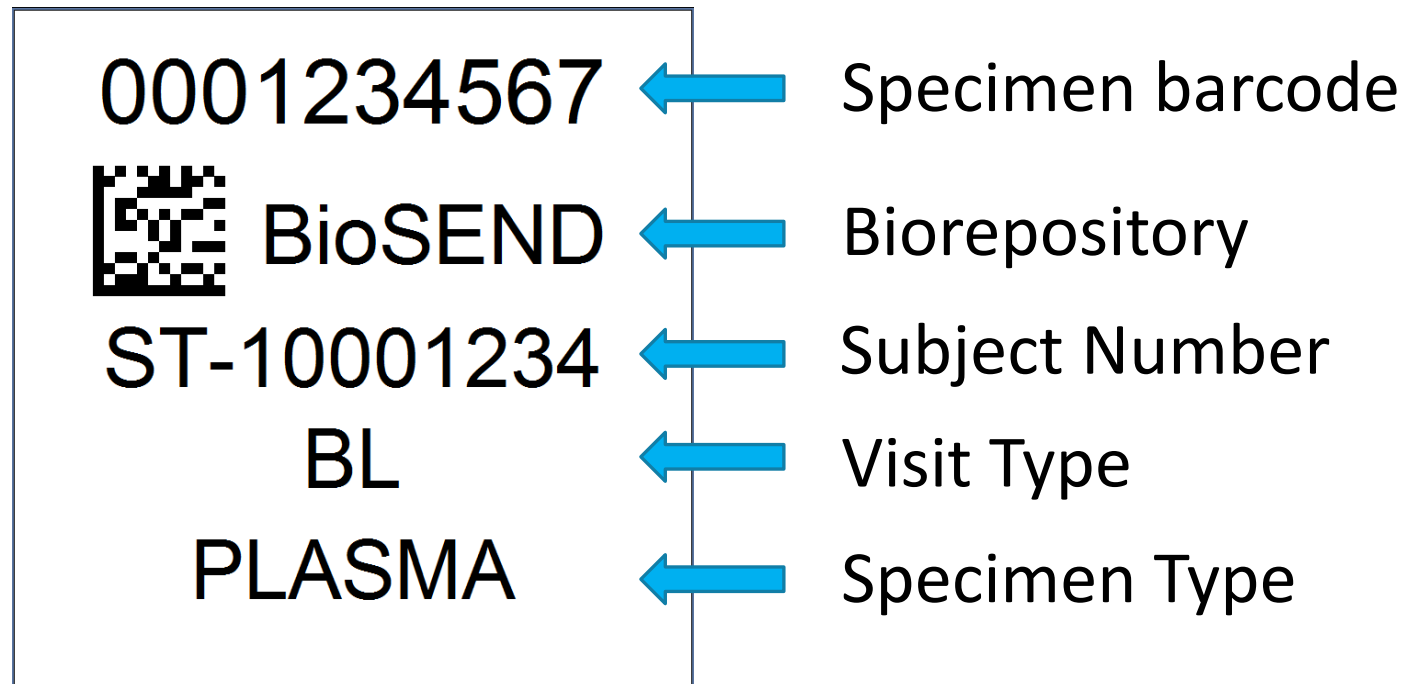 0001234567 Specimen barcode
BioSEND Biorepository
ST-10001234 Subject Number
BL Visit Type
PLASMA Specimen Type